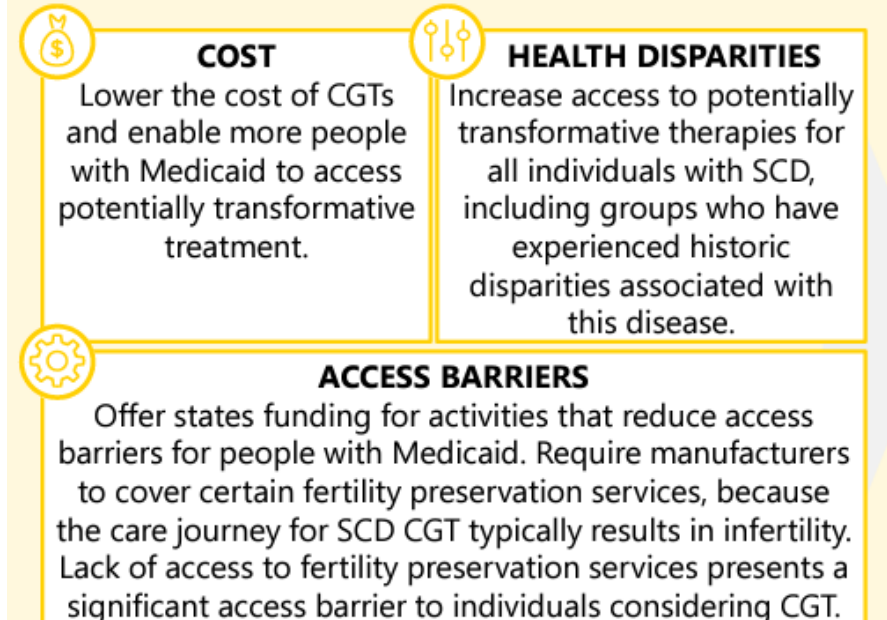 COST
Lower the cost of CGTs
and enable more people
with Medicaid to access
potentially transformative
treatment.
HEALTH DISPARITIES
Increase access to potentially
transformative therapies for
all individuals with SCD,
including groups who have
experienced historic
disparities associated with
this disease.
ACCESS BARRIERS
Offer states funding for activities that reduce access
barriers for people with Medicaid. Require manufacturers
to cover certain fertility preservation services, because
the care journey for SCD CGT typically results in infertility.
Lack of access to fertility preservation services presents a
significant access barrier to individuals considering CGT.